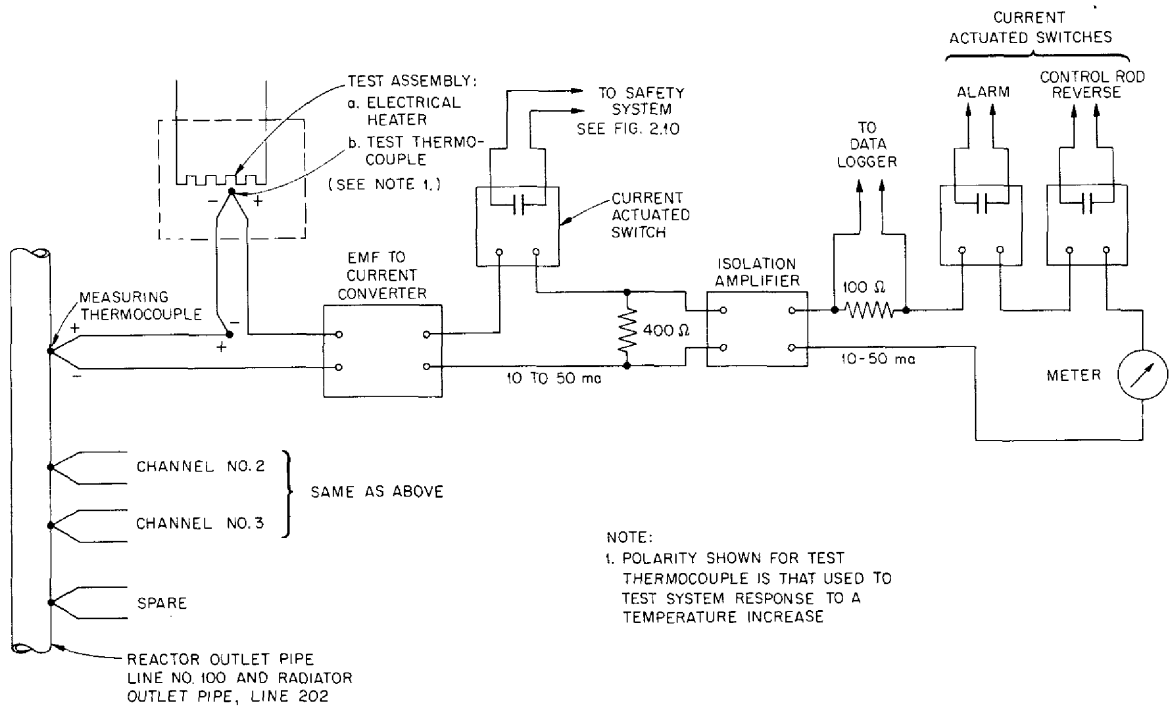 CURRENT
ACTUATED SWITCHES
TEST ASSEMBLY:
a. ELECTRICAL
HEATER
b. TEST THERMO-
COUPLE
(SEE NOTE 1.)
TO SAFETY
SYSTEM
SEE FIG. 2.10
ALARM
CONTROL ROD
REVERSE
TO
DATA
LOGGER
- +
CURRENT
ACTUATED
SWITCH
EMF TO
CURRENT
CONVERTER
ISOLATION
AMPLIFIER
100 Ω
MEASURING
THERMOCOUPLE
+
-
-
+
400 Ω
10 TO 50 ma
10-50 ma
METER
CHANNEL NO. 2
CHANNEL NO. 3
SAME AS ABOVE
SPARE
NOTE:
1. POLARITY SHOWN FOR TEST
THERMOCOUPLE IS THAT USED TO
TEST SYSTEM RESPONSE TO A
TEMPERATURE INCREASE
REACTOR OUTLET PIPE
LINE NO. 100 AND RADIATOR
OUTLET PIPE, LINE 202